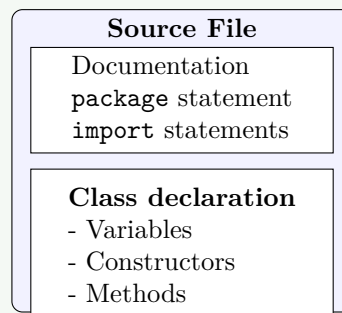 Source File
Documentation
package statement
import statements
Class declaration
- Variables
- Constructors
- Methods